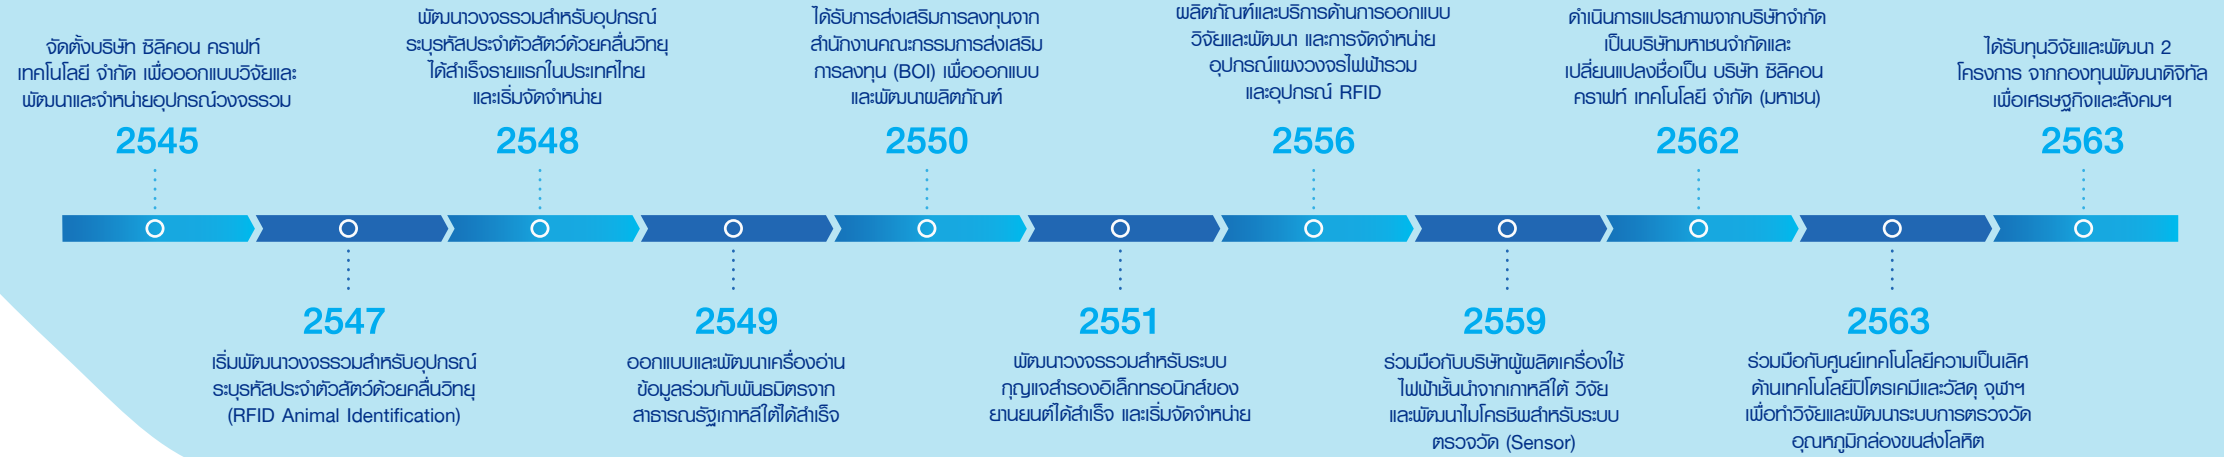 จัดตั้งบริษัท ซิลิคอน คราฟท์
เทคโนโลยี จำกัด เพื่อออกแบบวิจัยและ
พัฒนาและจำหน่ายอุปกรณ์วงจรรวม
2545
เริ่มพัฒนาวงจรรวมสำหรับอุปกรณ์
ระบุรหัสประจำตัวสัตว์ด้วยคลื่นวิทยุ
(RFID Animal Identification)
2547
พัฒนาวงจรรวมสำหรับอุปกรณ์
ระบุรหัสประจำตัวสัตว์ด้วยคลื่นวิทยุ
ได้สำเร็จรายแรกในประเทศไทย
และเริ่มจัดจำหน่าย
2548
2549
ออกแบบและพัฒนาเครื่องอ่าน
ข้อมูลร่วมกับพันธมิตรจาก
สาธารณรัฐเกาหลีใต้ได้สำเร็จ
ได้รับการส่งเสริมการลงทุนจาก
สำนักงานคณะกรรมการส่งเสริม
การลงทุน (BOI) เพื่อออกแบบ
และพัฒนาผลิตภัณฑ์
2550
2551
พัฒนาวงจรรวมสำหรับระบบ
กุญแจสำรองอิเล็กทรอนิกส์ของ
ยานยนต์ได้สำเร็จ และเริ่มจัดจำหน่าย
ผลิตภัณฑ์และบริการด้านการออกแบบ
วิจัยและพัฒนา และการจัดจำหน่าย
อุปกรณ์แผงวงจรไฟฟ้ารวม
และอุปกรณ์ RFID
2556
2559
ร่วมมือกับบริษัทผู้ผลิตเครื่องใช้
ไฟฟ้าชั้นนำจากเกาหลีใต้ วิจัย
และพัฒนาไมโครชิพสำหรับระบบ
ตรวจวัด (Sensor)
ดำเนินการแปรสภาพจากบริษัทจำกัด
เป็นบริษัทมหาชนจำกัดและ
เปลี่ยนแปลงชื่อเป็น บริษัท ซิลิคอน
คราฟท์ เทคโนโลยี จำกัด (มหาชน)
2562
2563
ร่วมมือกับศูนย์เทคโนโลยีความเป็นเลิศ
ด้านเทคโนโลยีปิโตรเคมีและวัสดุ จุฬาฯ
เพื่อทำวิจัยและพัฒนาระบบการตรวจวัด
อุณหภูมิกล่องขนส่งโลหิต
ได้รับทุนวิจัยและพัฒนา 2
โครงการ จากกองทุนพัฒนาดิจิทัล
เพื่อเศรษฐกิจและสังคมฯ
2563